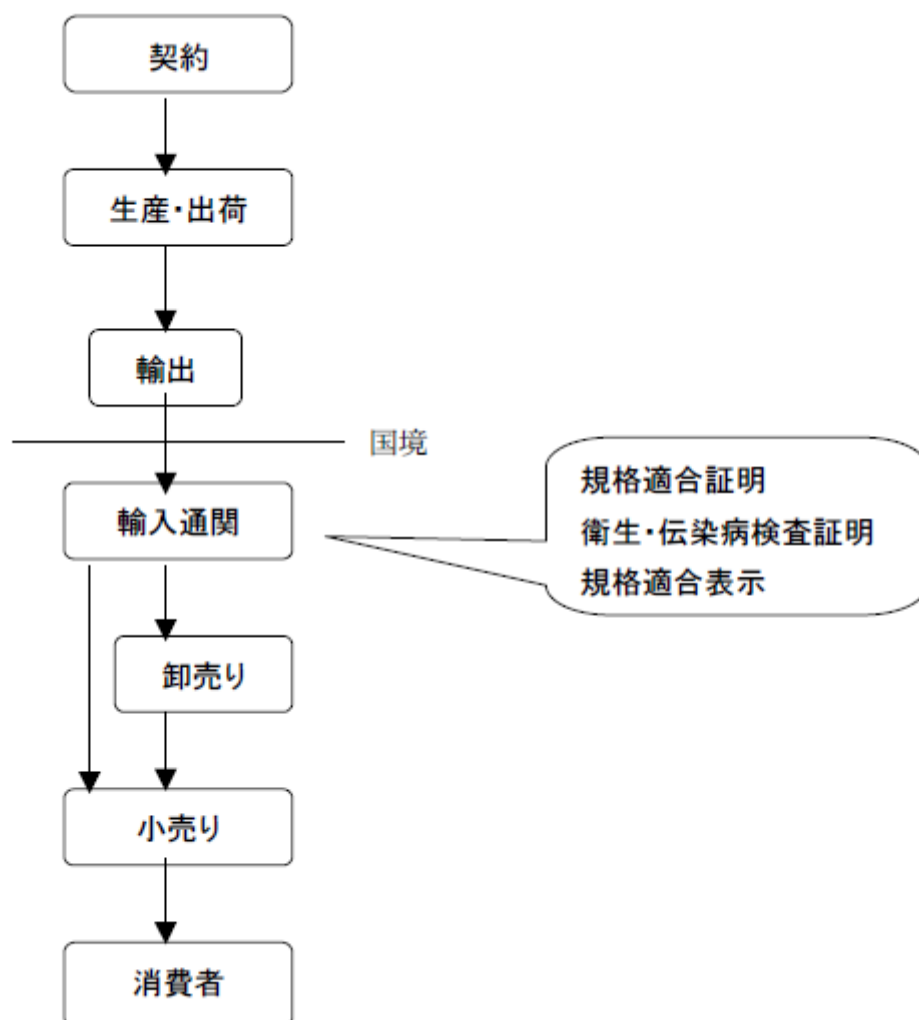 契約
生産・出荷
輸出
国境
輸入通関
規格適合証明
衛生・伝染病検査証明
規格適合表示
卸売り
小売り
消費者